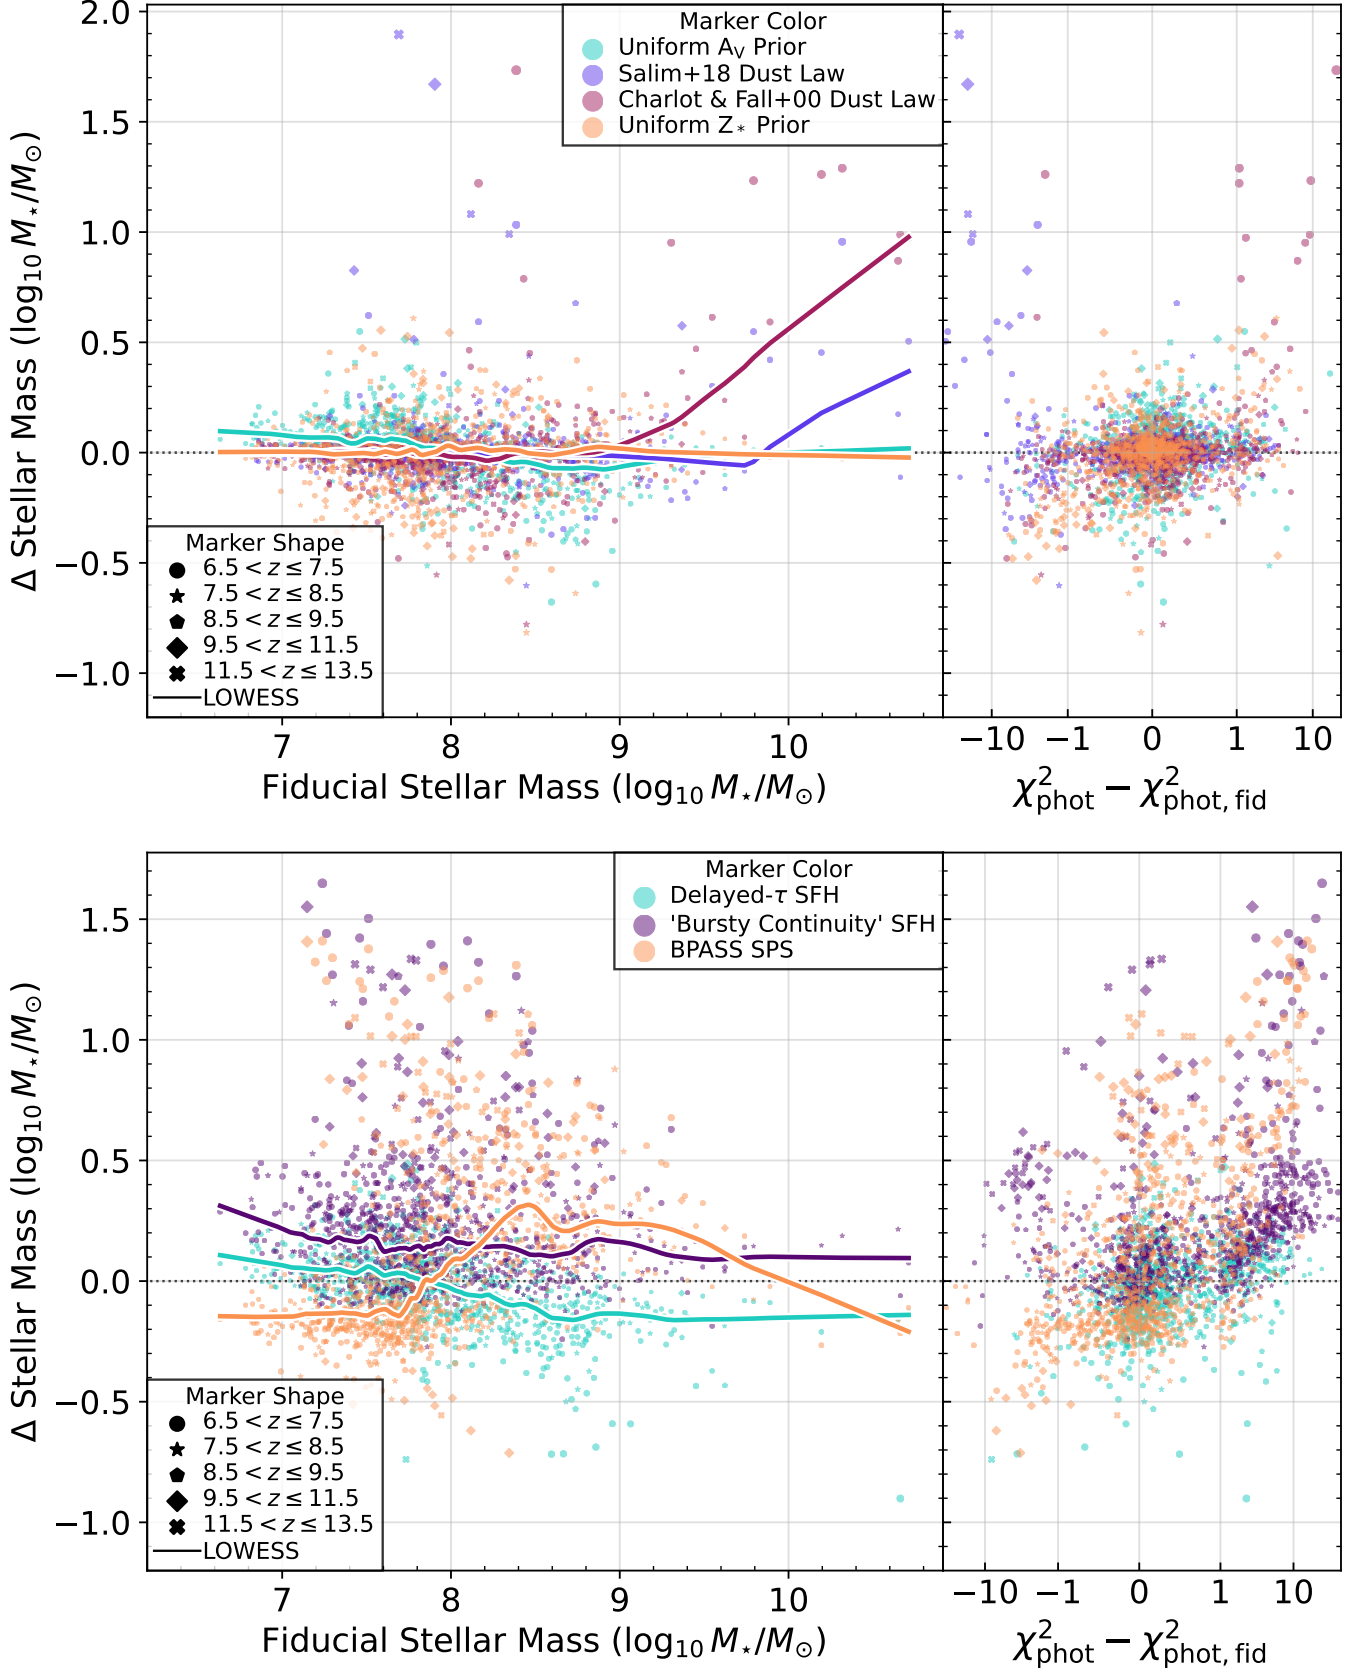 Marker Color
Uniform A_V Prior
Salim+18 Dust Law
Charlot & Fall+00 Dust Law
Uniform Z_* Prior
2.0
1.5
1.0
0.5
0.0
−0.5
−1.0
Δ Stellar Mass (log₁₀ M⋆/M⊙)
Marker Shape
6.5 < z ≤ 7.5
7.5 < z ≤ 8.5
8.5 < z ≤ 9.5
9.5 < z ≤ 11.5
11.5 < z ≤ 13.5
LOWESS
7 8 9 10
Fiducial Stellar Mass (log₁₀ M⋆/M⊙)
−10 −1 0 1 10
χ²_phot − χ²_phot, fid
Marker Color
Delayed-τ SFH
'Bursty Continuity' SFH
BPASS SPS
1.5
1.0
0.5
0.0
−0.5
−1.0
Δ Stellar Mass (log₁₀ M⋆/M⊙)
Marker Shape
6.5 < z ≤ 7.5
7.5 < z ≤ 8.5
8.5 < z ≤ 9.5
9.5 < z ≤ 11.5
11.5 < z ≤ 13.5
LOWESS
7 8 9 10
Fiducial Stellar Mass (log₁₀ M⋆/M⊙)
−10 −1 0 1 10
χ²_phot − χ²_phot, fid